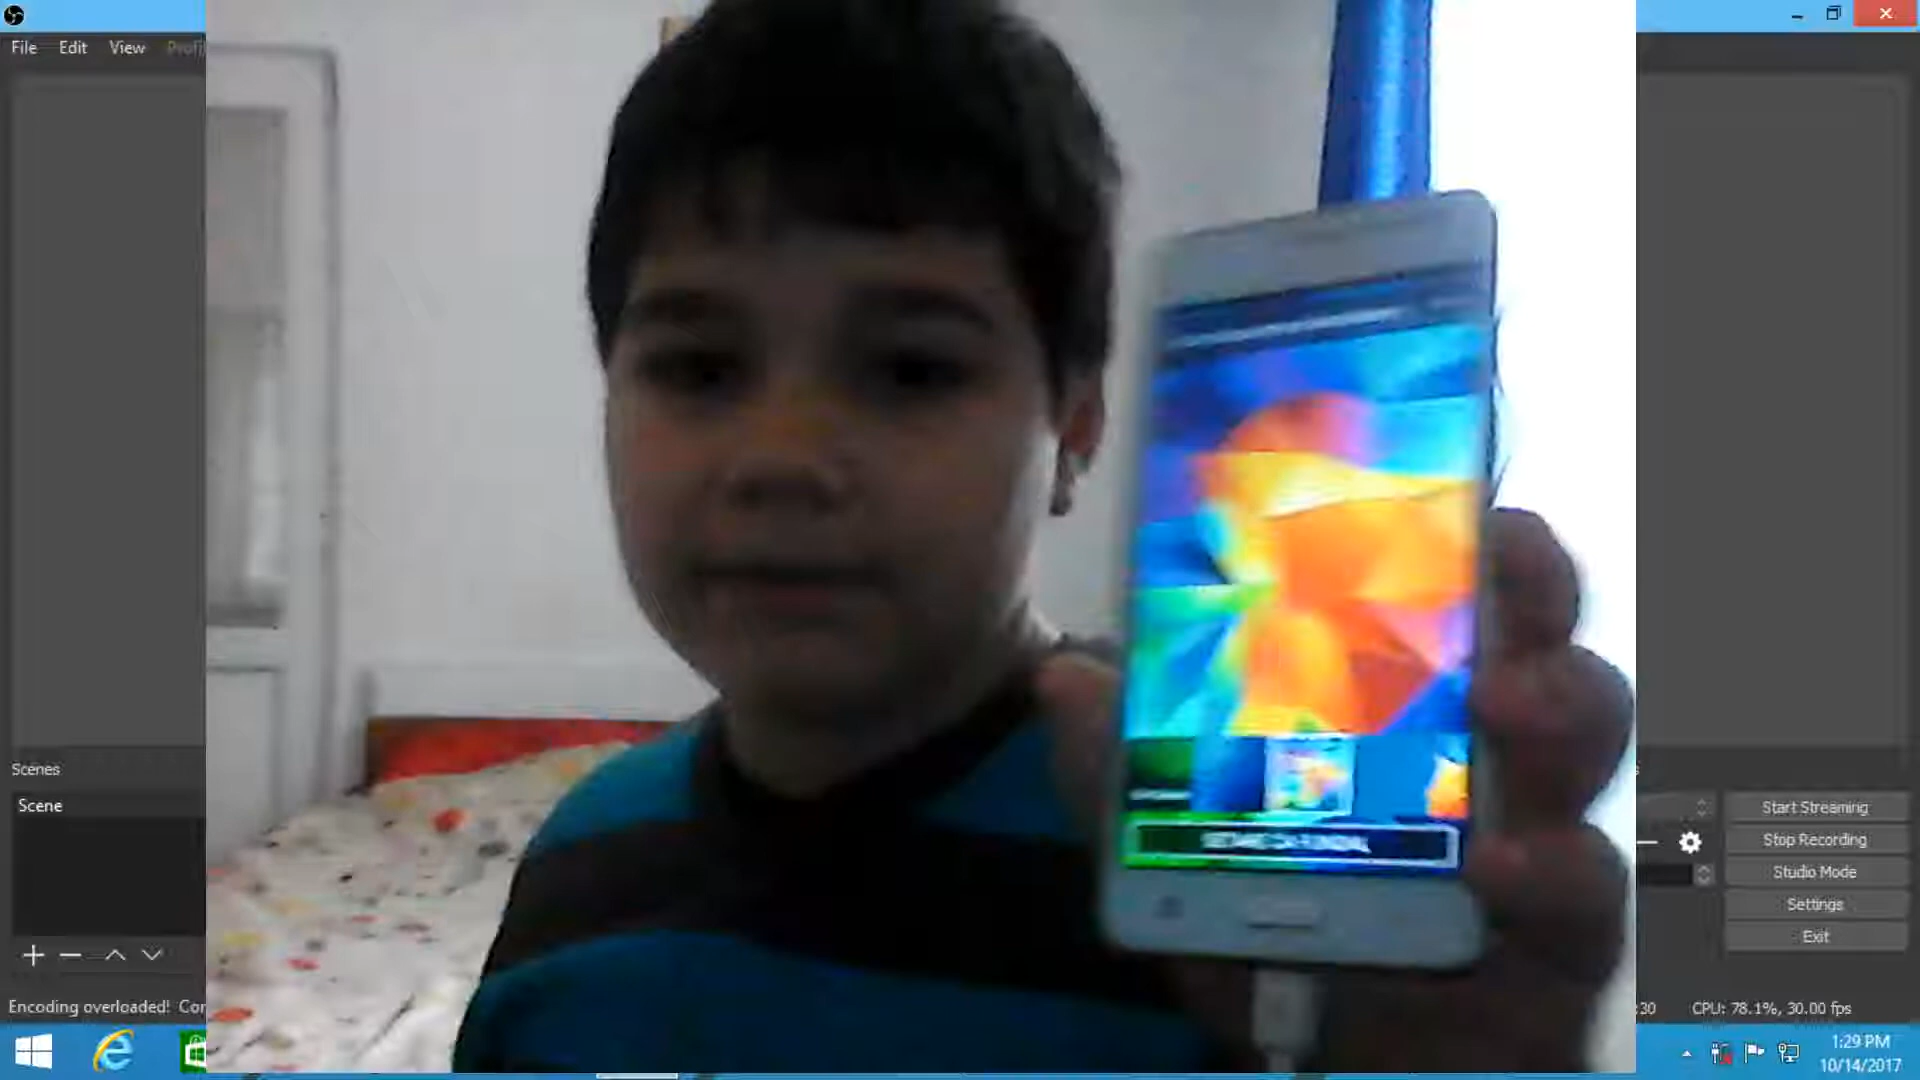 File Edit View
Scenes
Scene
Start Streaming
Stop Recording
Studio Mode
Settings
Exit
Encoding overloaded!
:30 CPU: 78.1%, 30.00 fps
1:29 PM
10/14/2017